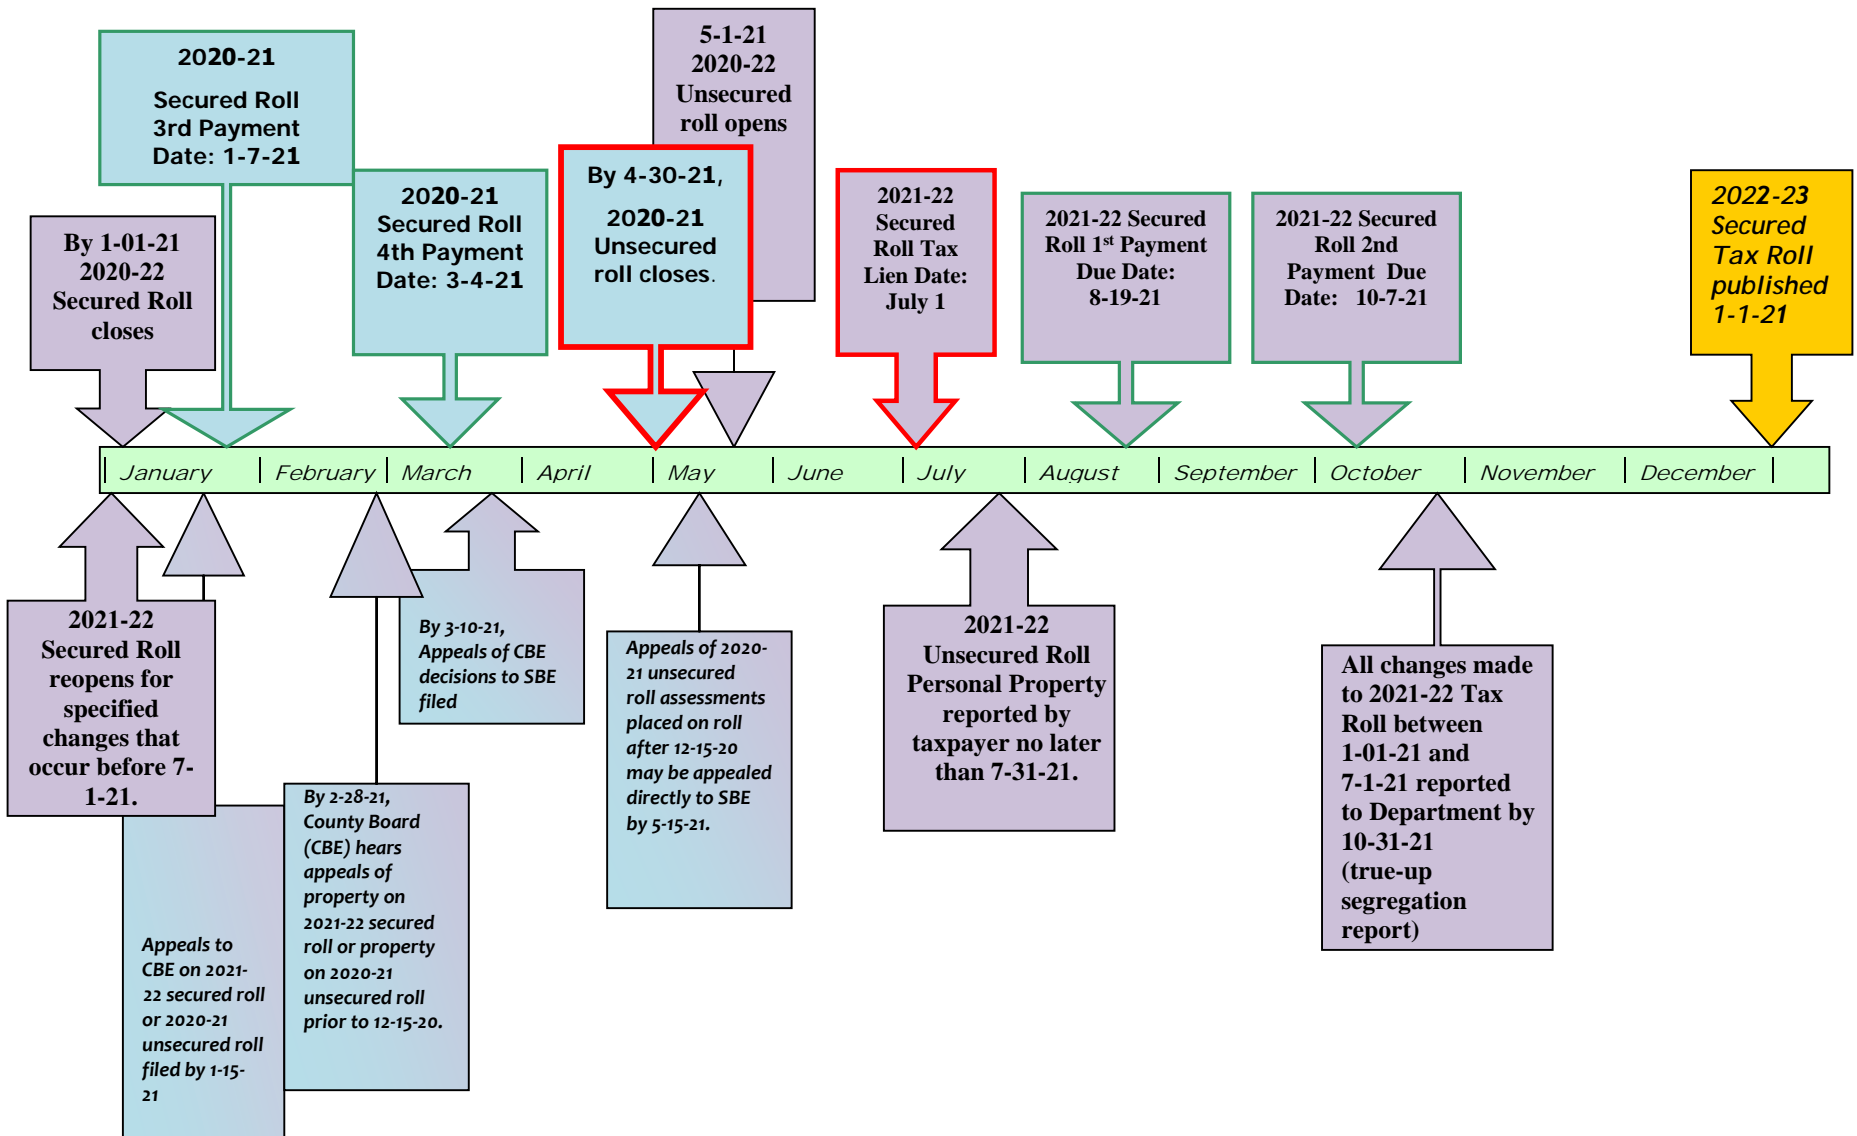 2020-21
Secured Roll
3rd Payment
Date: 1-7-21
5-1-21
2020-22
Unsecured
roll opens
By 1-01-21
2020-22
Secured Roll
closes
2020-21
Secured Roll
4th Payment
Date: 3-4-21
By 4-30-21,
2020-21
Unsecured
roll closes.
2021-22
Secured
Roll Tax
Lien Date:
July 1
2021-22 Secured
Roll 1st Payment
Due Date:
8-19-21
2021-22 Secured
Roll 2nd
Payment Due
Date: 10-7-21
2022-23
Secured
Tax Roll
published
1-1-21
January February March April May June July August September October November December
2021-22
Secured Roll
reopens for
specified
changes that
occur before 7-
1-21.
Appeals to
CBE on 2021-
22 secured roll
or 2020-21
unsecured roll
filed by 1-15-
21
By 2-28-21,
County Board
(CBE) hears
appeals of
property on
2021-22 secured
roll or property
on 2020-21
unsecured roll
prior to 12-15-20.
By 3-10-21,
Appeals of CBE
decisions to SBE
filed
Appeals of 2020-
21 unsecured
roll assessments
placed on roll
after 12-15-20
may be appealed
directly to SBE
by 5-15-21.
2021-22
Unsecured Roll
Personal Property
reported by
taxpayer no later
than 7-31-21.
All changes made
to 2021-22 Tax
Roll between
1-01-21 and
7-1-21 reported
to Department by
10-31-21
(true-up
segregation
report)